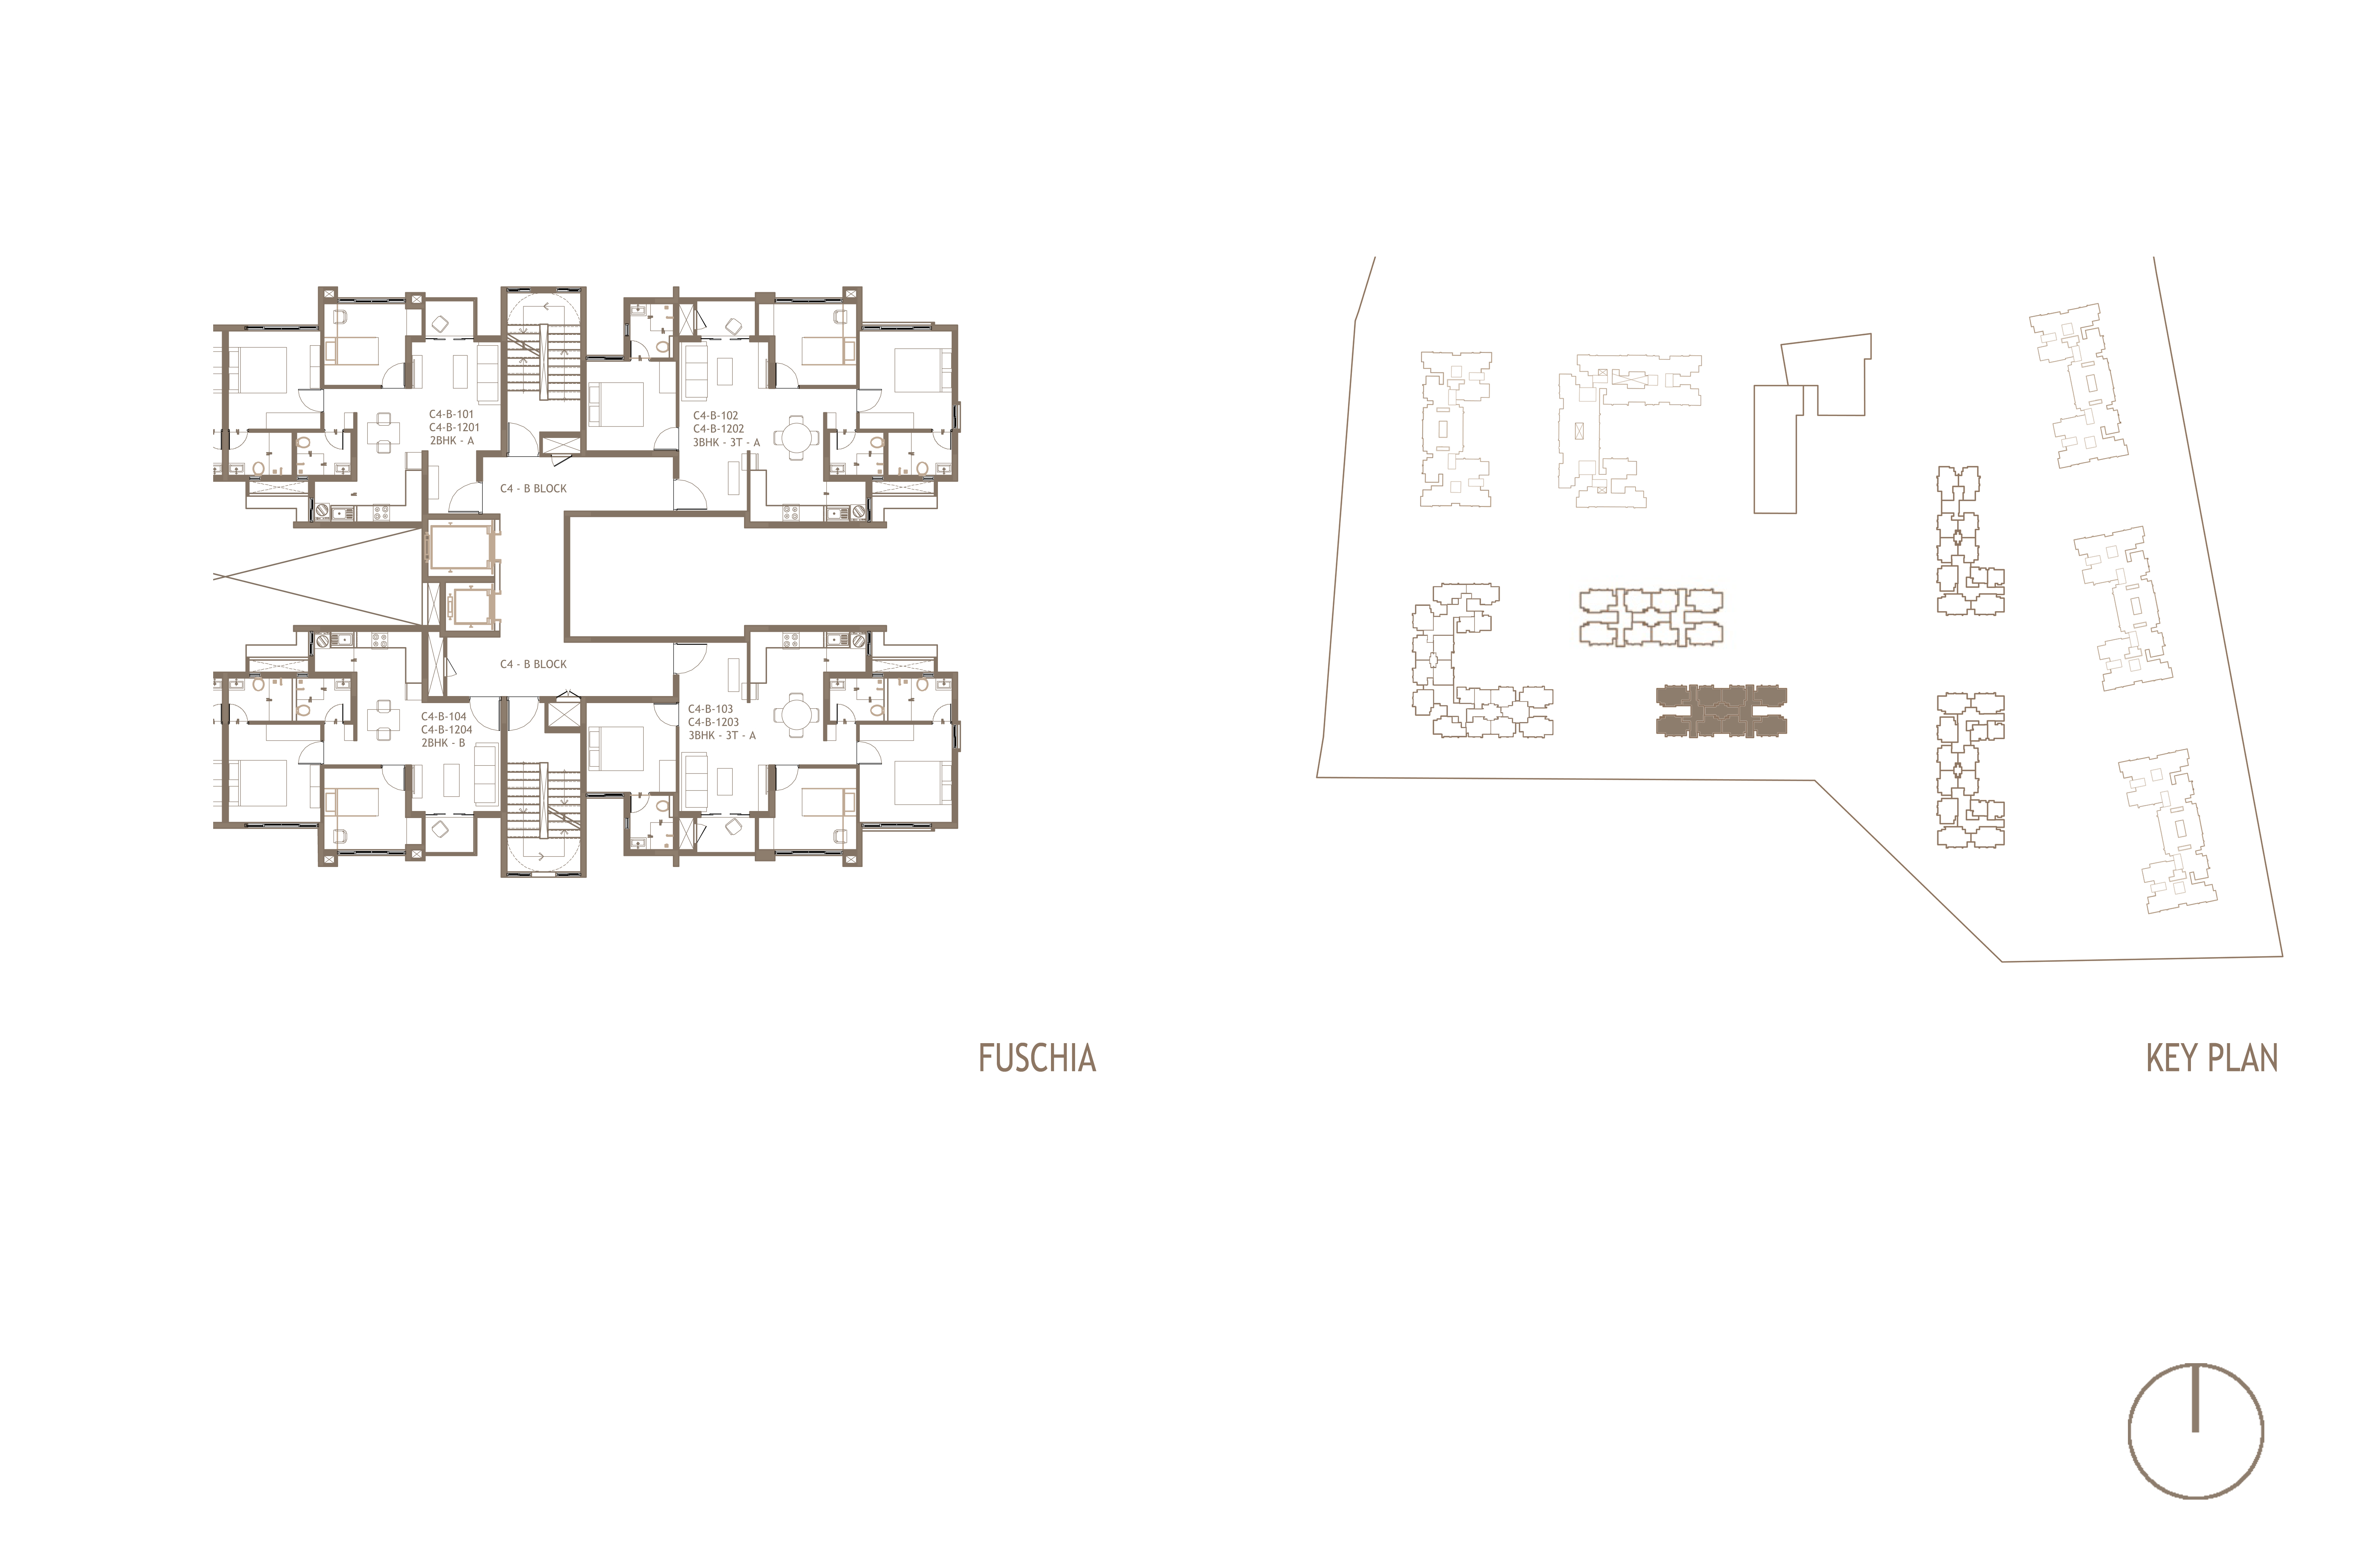 C4-B-101
C4-B-1201
2BHK - A
C4-B-102
C4-B-1202
3BHK - 3T - A
C4 - B BLOCK
C4 - B BLOCK
C4-B-104
C4-B-1204
2BHK - B
C4-B-103
C4-B-1203
3BHK - 3T - A
FUSCHIA
KEY PLAN